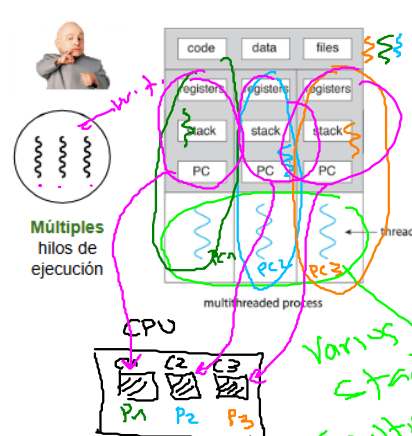 code data files
registers registers registers
stack stack stack
PC PC PC
thread
PC1 PC2 PC3
multithreaded process
Múltiples
hilos de
ejecución
CPU
C1 C2 C3
P1 P2 P3
Varios